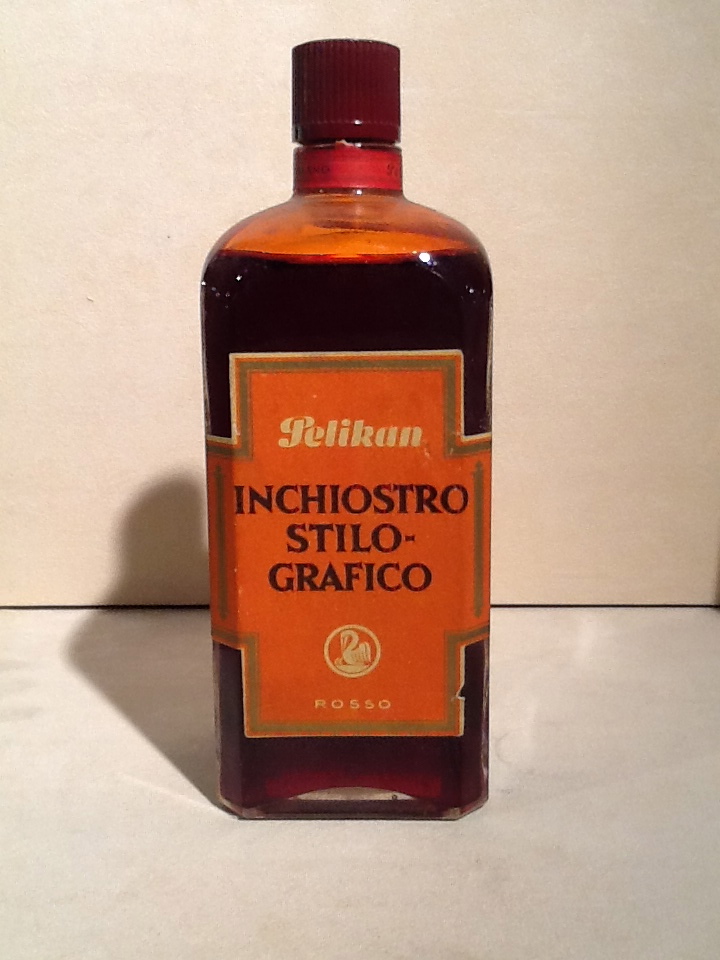 Pelikan
INCHIOSTRO
STILO-
GRAFICO
ROSSO